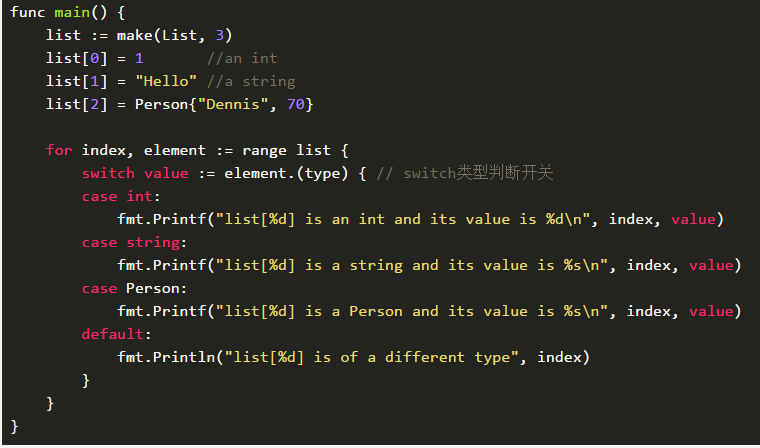 func main() {
    list := make(List, 3)
    list[0] = 1       //an int
    list[1] = "Hello" //a string
    list[2] = Person{"Dennis", 70}

    for index, element := range list {
        switch value := element.(type) { // switch类型判断开关
        case int:
            fmt.Printf("list[%d] is an int and its value is %d\n", index, value)
        case string:
            fmt.Printf("list[%d] is a string and its value is %s\n", index, value)
        case Person:
            fmt.Printf("list[%d] is a Person and its value is %s\n", index, value)
        default:
            fmt.Println("list[%d] is of a different type", index)
        }
    }
}